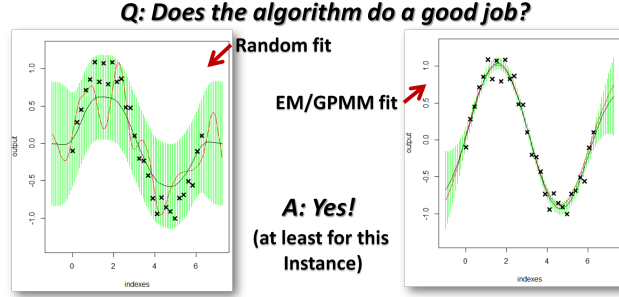 Q: Does the algorithm do a good job?
Random fit
EM/GPMM fit
A: Yes!
(at least for this
Instance)
output
1.0
0.5
0.0
-0.5
-1.0
0
2
4
6
indexes
output
1.0
0.5
0.0
-0.5
-1.0
0
2
4
6
indexes